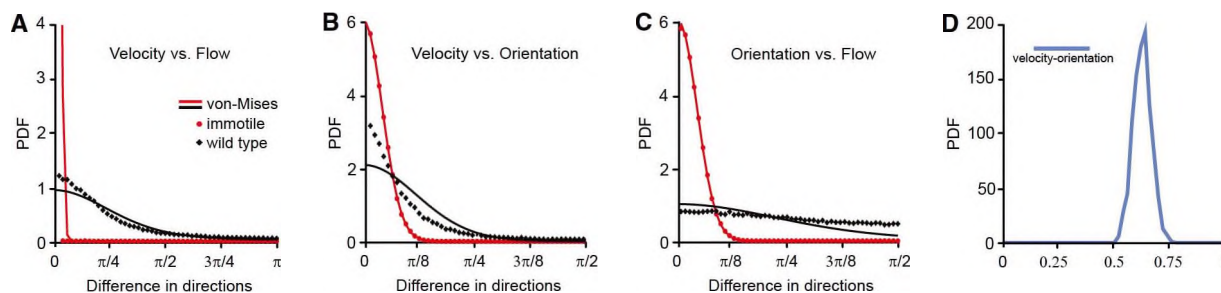 A
Velocity vs. Flow
PDF
4
3
2
1
0
von-Mises
immotile
wild type
0
π/4
π/2
3π/4
π
Difference in directions
B
Velocity vs. Orientation
PDF
6
4
2
0
0
π/8
π/4
3π/8
π/2
Difference in directions
C
Orientation vs. Flow
PDF
6
4
2
0
0
π/8
π/4
3π/8
π/2
Difference in directions
D
velocity-orientation
PDF
200
150
100
50
0
0
0.25
0.5
0.75